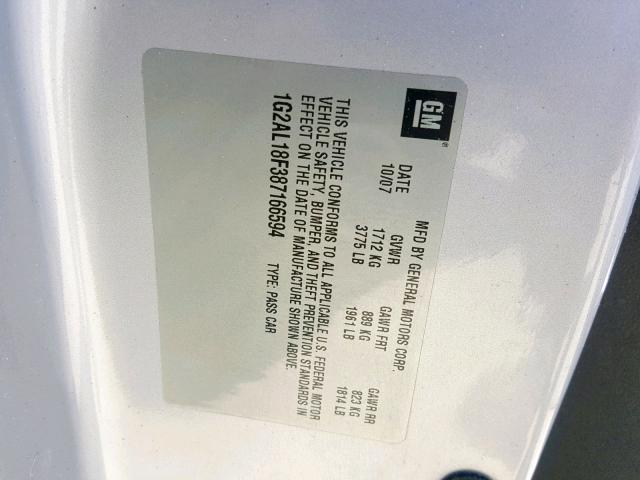 GM®
MFD BY GENERAL MOTORS CORP.
DATE GVWR GAWR FRT GAWR RR
10/07 1712 KG 889 KG 823 KG
3775 LB 1961 LB 1814 LB
THIS VEHICLE CONFORMS TO ALL APPLICABLE U.S. FEDERAL MOTOR
VEHICLE SAFETY, BUMPER, AND THEFT PREVENTION STANDARDS IN
EFFECT ON THE DATE OF MANUFACTURE SHOWN ABOVE.
1G2AL18F387166594 TYPE: PASS CAR